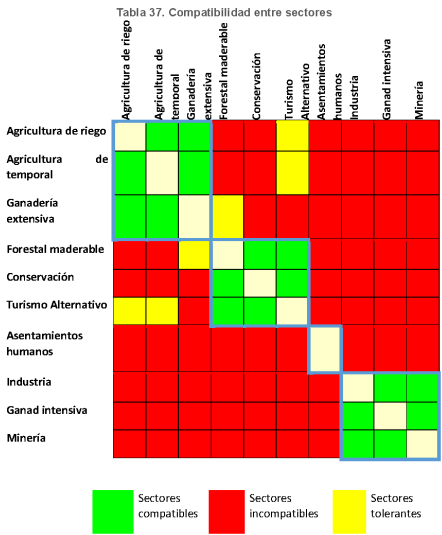 Tabla 37. Compatibilidad entre sectores
Agricultura de riego
Agricultura de
temporal
Ganadería
extensiva
Forestal maderable
Conservación
Turismo
Alternativo
Asentamientos
humanos
Industria
Ganad intensiva
Minería
Agricultura de riego
Agricultura de
temporal
Ganadería
extensiva
Forestal maderable
Conservación
Turismo Alternativo
Asentamientos
humanos
Industria
Ganad intensiva
Minería
Sectores
compatibles
Sectores
incompatibles
Sectores
tolerantes